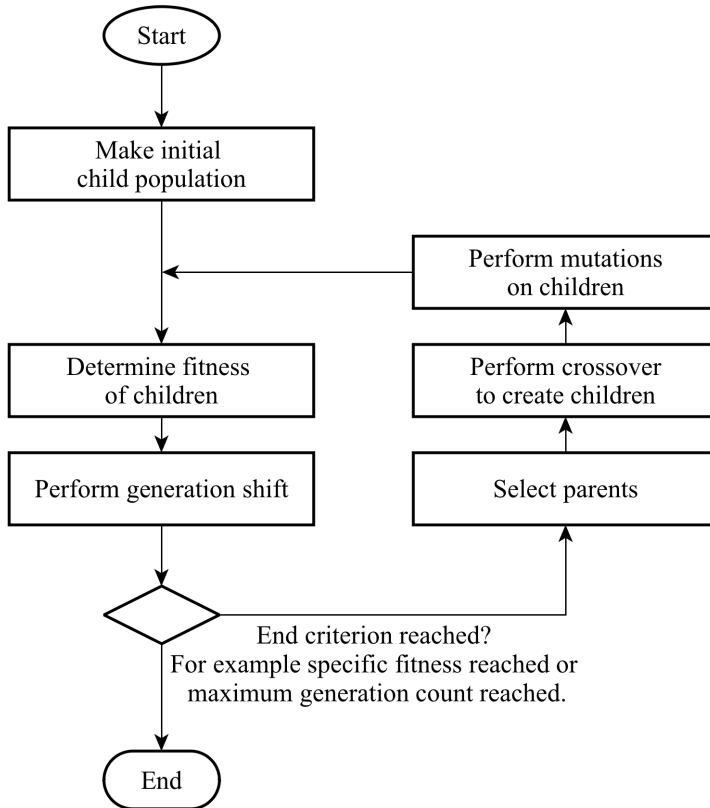 Start
Make initial
child population
Perform mutations
on children
Determine fitness
of children
Perform crossover
to create children
Perform generation shift
Select parents
End criterion reached?
For example specific fitness reached or
maximum generation count reached.
End